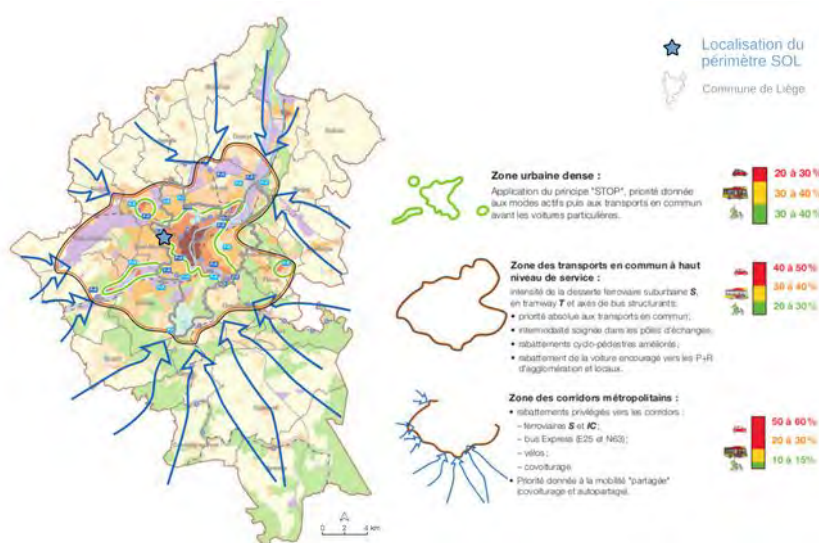 Localisation du
périmètre SOL
Commune de Liège
Zone urbaine dense :
Application du principe "STOP", priorité donnée
aux modes actifs puis aux transports en commun
avant les voitures particulières.
20 à 30%
30 à 40%
30 à 40%
Zone des transports en commun à haut
niveau de service :
intensité de la desserte ferroviaire suburbaine S,
en tramway T et axes de bus structurants:
• priorité absolue aux transports en commun;
• intermodalité soignée dans les pôles d'échanges;
• rabattements cyclo-pédestres améliorés;
• rabattement de la voiture encouragé vers les P+R
d'agglomération et locaux.
40 à 50%
30 à 40%
20 à 30%
Zone des corridors métropolitains :
• rabattements privilégiés vers les corridors :
– ferroviaires S et IC;
– bus Express (E25 et N63);
– vélos;
– covoiturage.
• Priorité donnée à la mobilité "partagée"
(covoiturage et autopartage).
50 à 60%
20 à 30%
10 à 15%
0 2 4 km